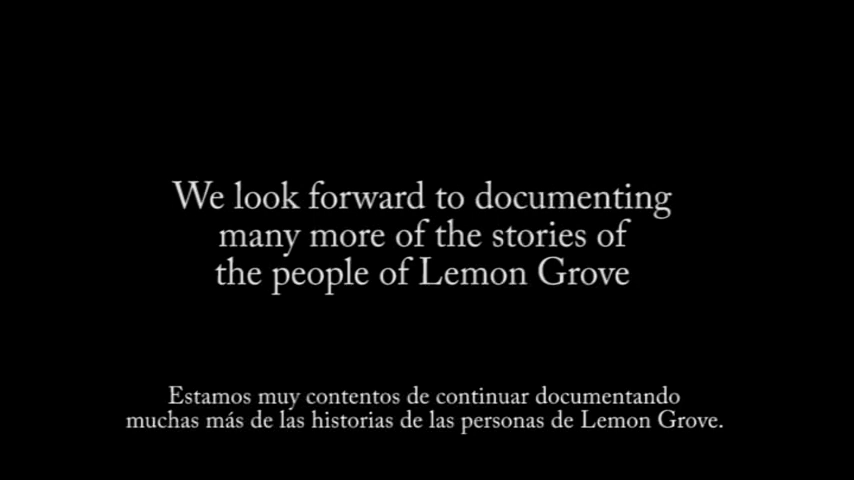 We look forward to documenting
many more of the stories of
the people of Lemon Grove
Estamos muy contentos de continuar documentando
muchas más de las historias de las personas de Lemon Grove.